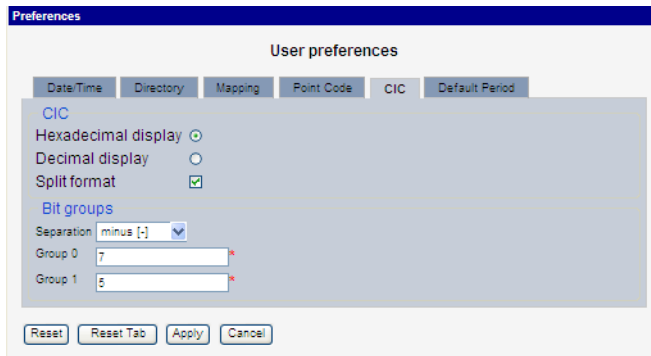 Preferences
User preferences
Date/Time Directory Mapping Point Code CIC Default Period
CIC
Hexadecimal display
Decimal display
Split format
Bit groups
Separation minus [-]
Group 0 7 *
Group 1 5 *
Reset Reset Tab Apply Cancel